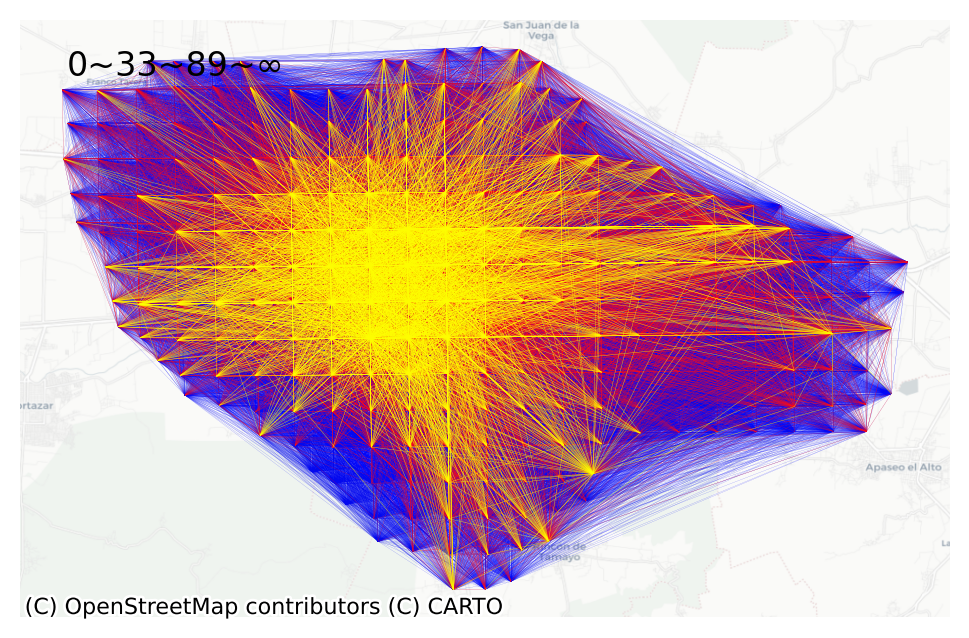 San Juan de la
Vega
0~33~89~∞
Franco Tavera
ortazar
Apaseo el Alto
Rincón de
Tamayo
La
(C) OpenStreetMap contributors (C) CARTO